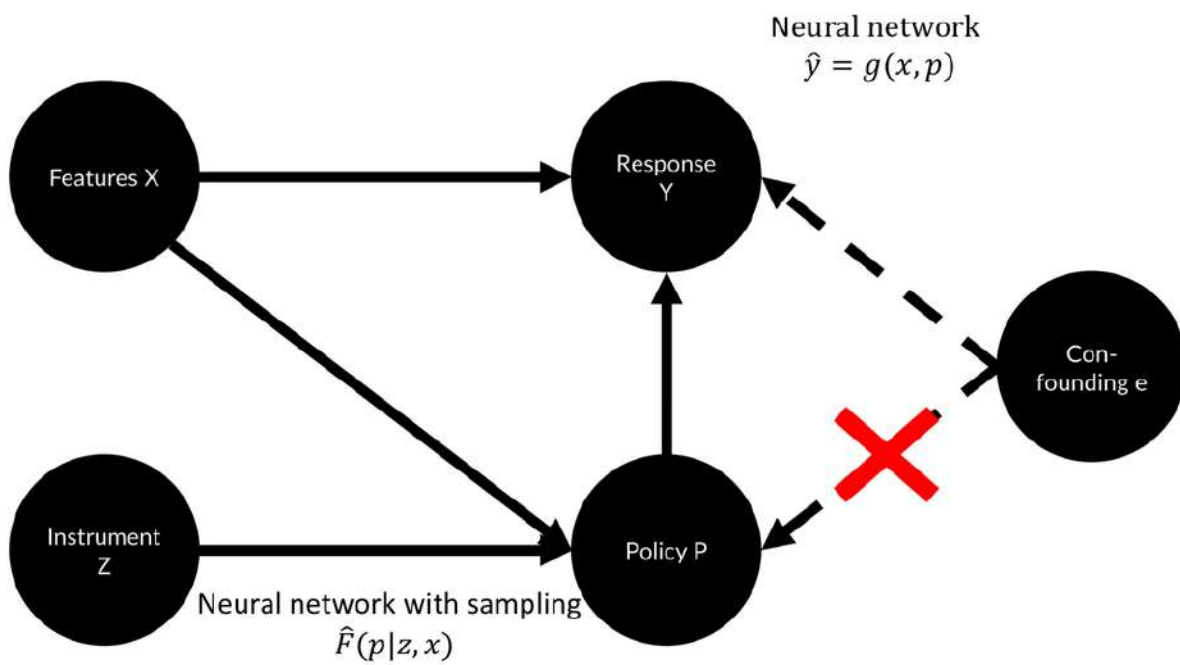 Neural network
ŷ = g(x, p)
Features X
Response
Y
Con-
founding e
Instrument
Z
Policy P
Neural network with sampling
F̂(p|z, x)